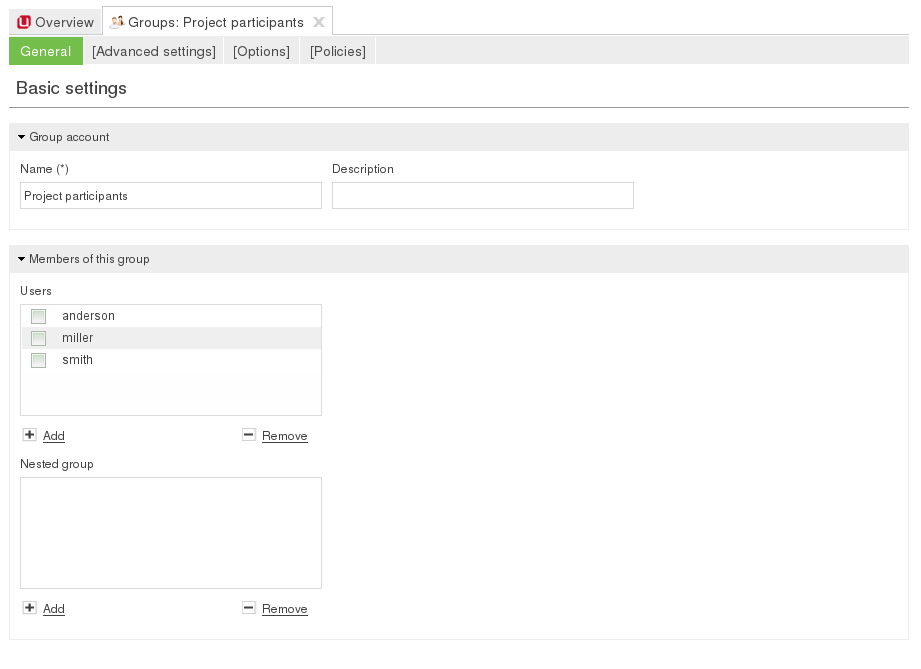 Overview Groups: Project participants
General [Advanced settings] [Options] [Policies]
Basic settings
Group account
Name (*) Description
Project participants
Members of this group
Users
anderson
miller
smith
Add Remove
Nested group
Add Remove